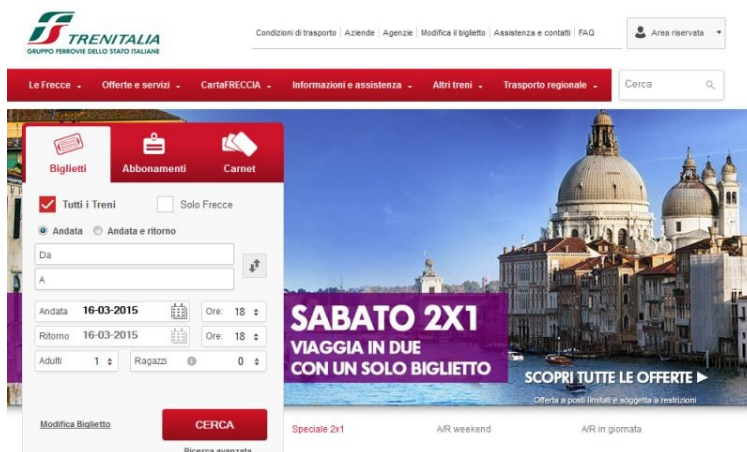 TRENITALIA
GRUPPO FERROVIE DELLO STATO ITALIANE
Condizioni di trasporto Aziende Agenzie Modifica il biglietto Assistenza e contatti FAQ
Area riservata
Le Frecce Offerte e servizi CartaFRECCIA Informazioni e assistenza Altri treni Trasporto regionale Cerca
Biglietti Abbonamenti Carnet
Tutti i Treni Solo Frecce
Andata Andata e ritorno
Da
A
Andata 16-03-2015 Ore: 18
Ritorno 16-03-2015 Ore: 18
Adulti 1 Ragazzi 0
Modifica Biglietto CERCA
Ricerca avanzata
SABATO 2X1
VIAGGIA IN DUE
CON UN SOLO BIGLIETTO
SCOPRI TUTTE LE OFFERTE
Offerta a posti limitati e soggetta a restrizioni
Speciale 2x1 A/R weekend A/R in giornata